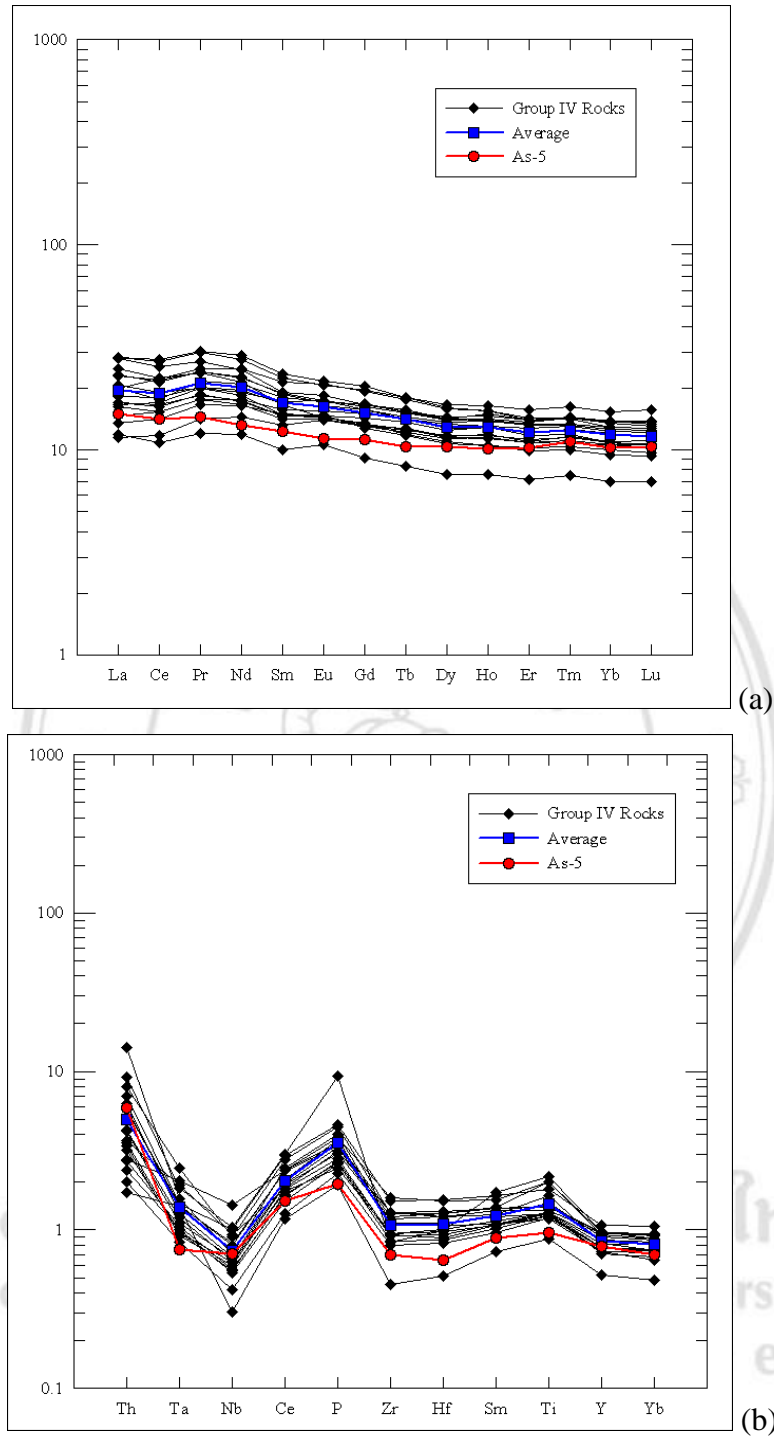 1000
Group IV Rocks
Average
As-5
100
10
1
La Ce Pr Nd Sm Eu Gd Tb Dy Ho Er Tm Yb Lu
(a)
1000
Group IV Rocks
Average
As-5
100
10
1
0.1
Th Ta Nb Ce P Zr Hf Sm Ti Y Yb
(b)